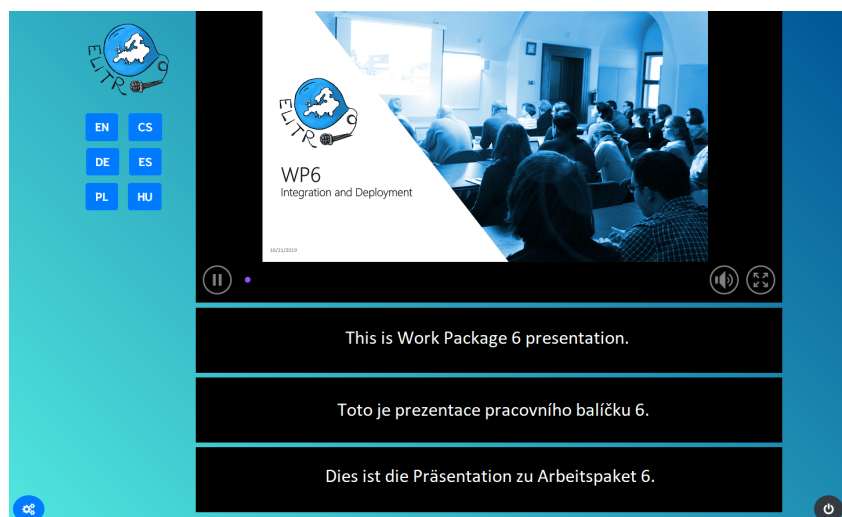 ELITR
EN CS
DE ES
PL HU
ELITR
WP6
Integration and Deployment
10/21/2019
This is Work Package 6 presentation.
Toto je prezentace pracovního balíčku 6.
Dies ist die Präsentation zu Arbeitspaket 6.